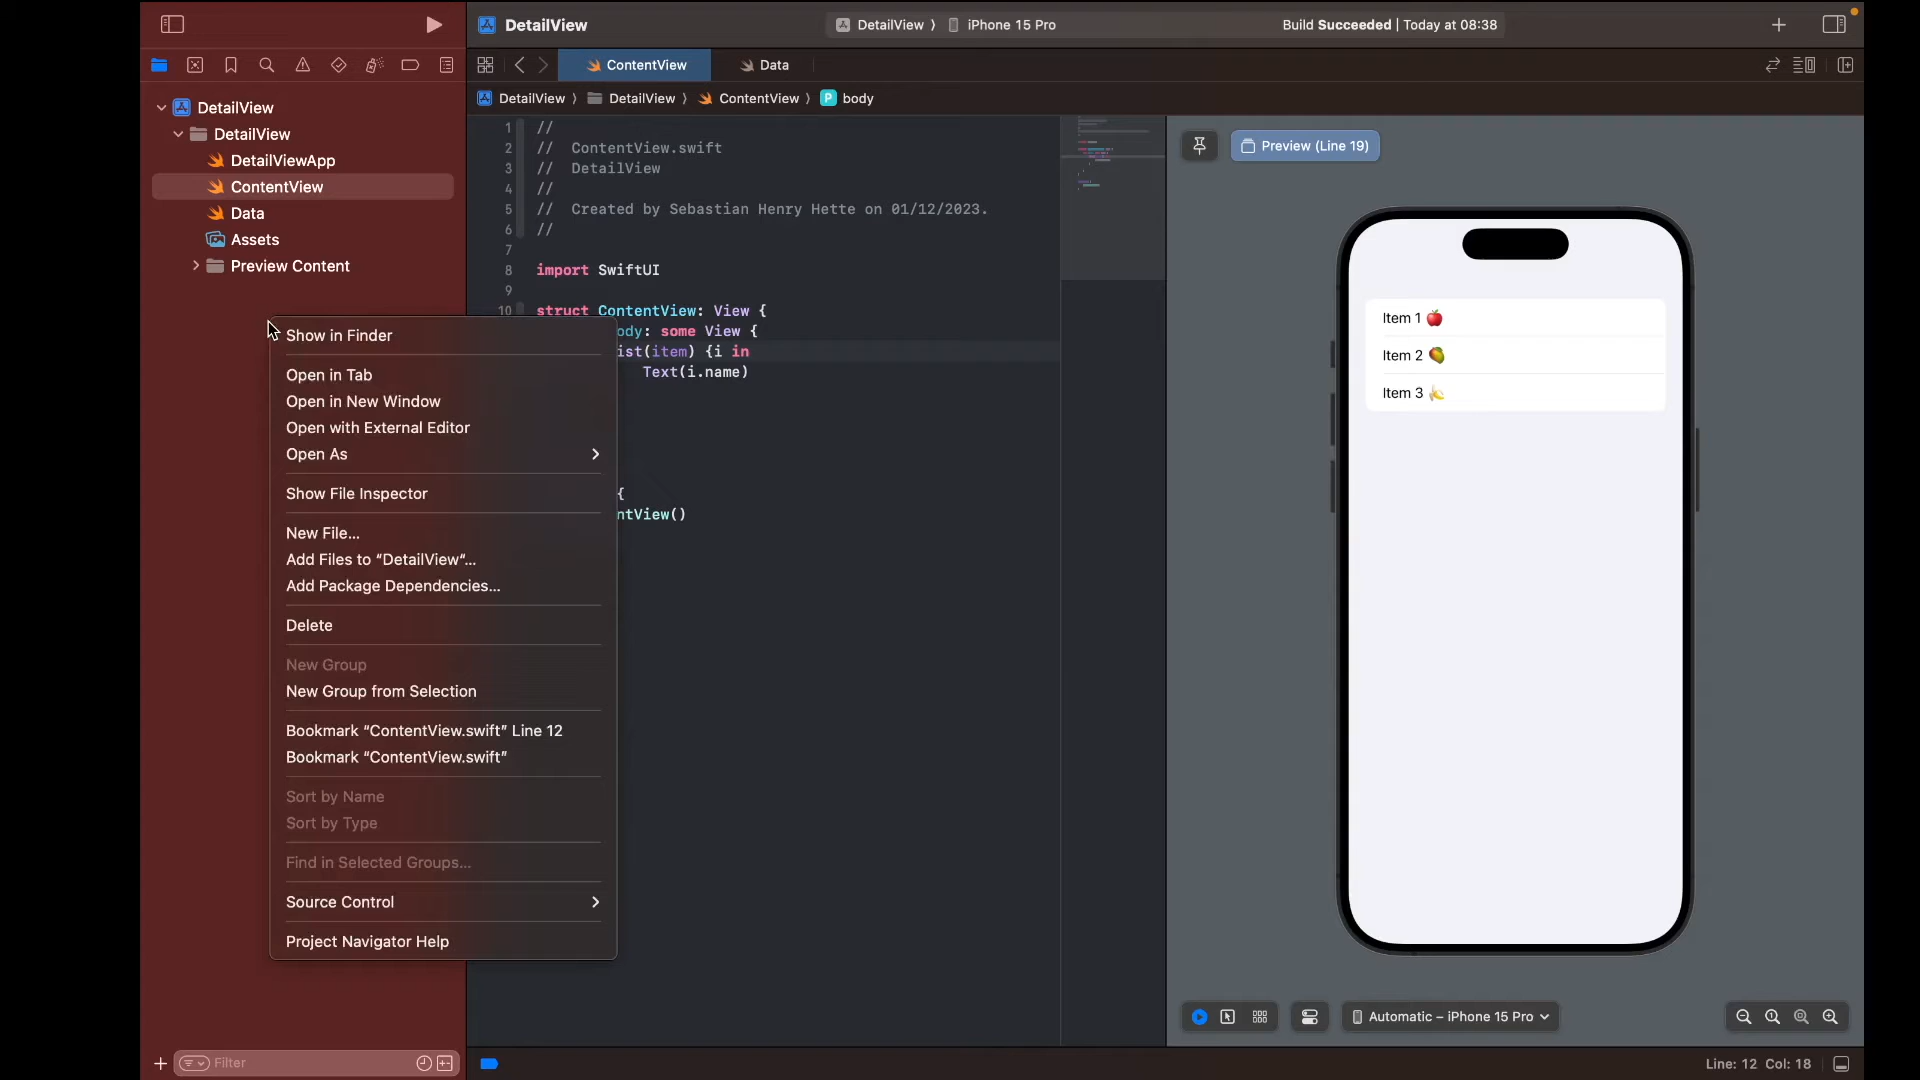 DetailView
DetailView
iPhone 15 Pro
Build Succeeded | Today at 08:38
ContentView
Data
DetailView
DetailView
ContentView
body
DetailView
DetailView
DetailViewApp
ContentView
Data
Assets
Preview Content
1 //
2 // ContentView.swift
3 // DetailView
4 //
5 // Created by Sebastian Henry Hette on 01/12/2023.
6 //
7
8 import SwiftUI
9
10 struct ContentView: View {
ody: some View {
ist(item) {i in
Text(i.name)
{
ntView()
Show in Finder
Open in Tab
Open in New Window
Open with External Editor
Open As
Show File Inspector
New File...
Add Files to “DetailView“...
Add Package Dependencies...
Delete
New Group
New Group from Selection
Bookmark “ContentView.swift” Line 12
Bookmark “ContentView.swift”
Sort by Name
Sort by Type
Find in Selected Groups...
Source Control
Project Navigator Help
Filter
Preview (Line 19)
Item 1 🍎
Item 2 🥭
Item 3 🍌
Automatic – iPhone 15 Pro
Line: 12 Col: 18